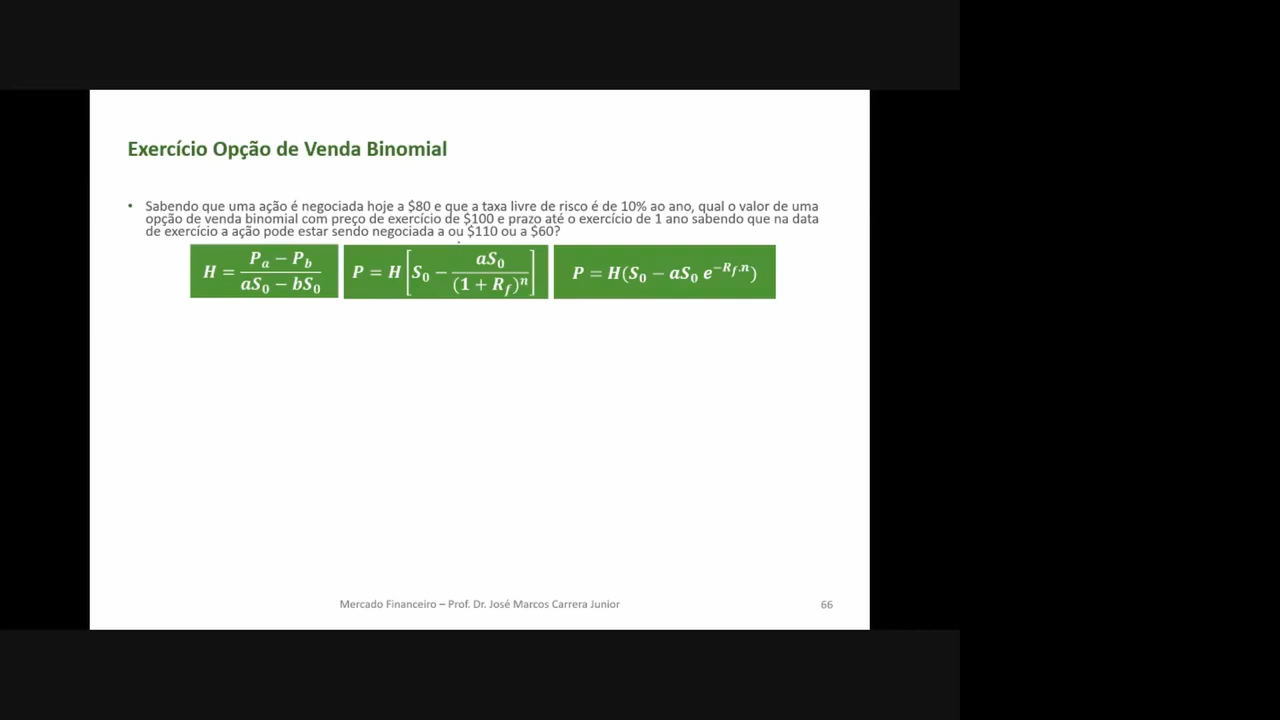 Exercício Opção de Venda Binomial
• Sabendo que uma ação é negociada hoje a $80 e que a taxa livre de risco é de 10% ao ano, qual o valor de uma
opção de venda binomial com preço de exercício de $100 e prazo até o exercício de 1 ano sabendo que na data
de exercício a ação pode estar sendo negociada a ou $110 ou a $60?
H = \frac{P_a − P_b}{aS_0 − bS_0} P = H[S_0 − \frac{aS_0}{(1 + R_f)^n}] P = H(S_0 − aS_0 e^{−R_f.n})
Mercado Financeiro – Prof. Dr. José Marcos Carrera Junior 66